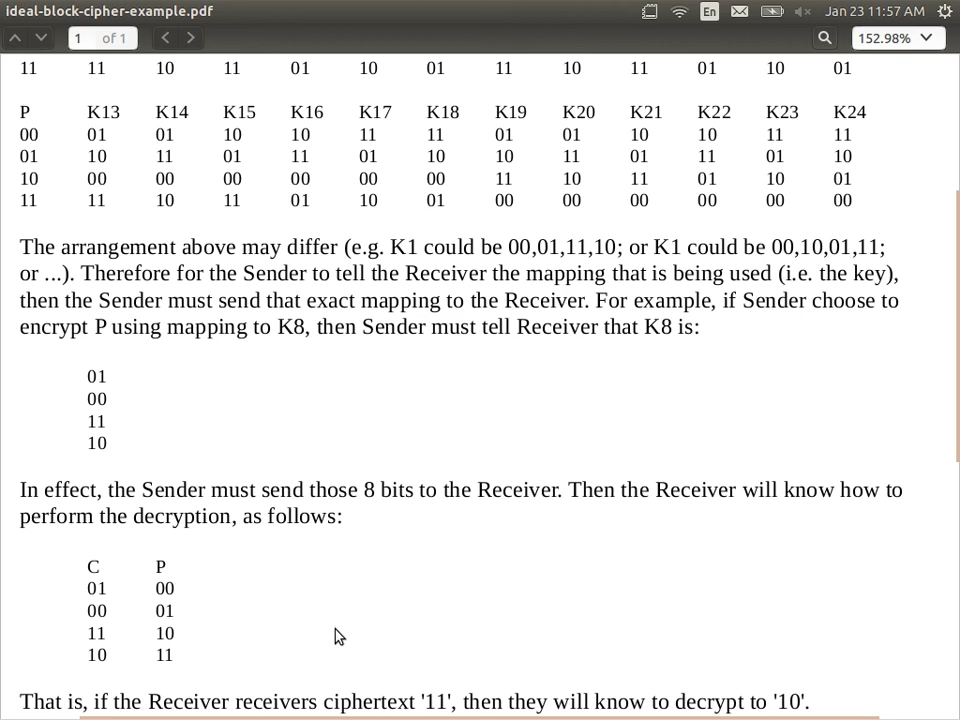 ideal-block-cipher-example.pdf En Jan 23 11:57 AM
1 of 1 152.98%
11 11 10 11 01 10 01 11 10 11 01 10 01
P K13 K14 K15 K16 K17 K18 K19 K20 K21 K22 K23 K24
00 01 01 10 10 11 11 01 01 10 10 11 11
01 10 11 01 11 01 10 10 11 01 11 01 10
10 00 00 00 00 00 00 11 10 11 01 10 01
11 11 10 11 01 10 01 00 00 00 00 00 00
The arrangement above may differ (e.g. K1 could be 00,01,11,10; or K1 could be 00,10,01,11;
or ...). Therefore for the Sender to tell the Receiver the mapping that is being used (i.e. the key),
then the Sender must send that exact mapping to the Receiver. For example, if Sender choose to
encrypt P using mapping to K8, then Sender must tell Receiver that K8 is:
01
00
11
10
In effect, the Sender must send those 8 bits to the Receiver. Then the Receiver will know how to
perform the decryption, as follows:
C P
01 00
00 01
11 10
10 11
That is, if the Receiver receivers ciphertext '11', then they will know to decrypt to '10'.